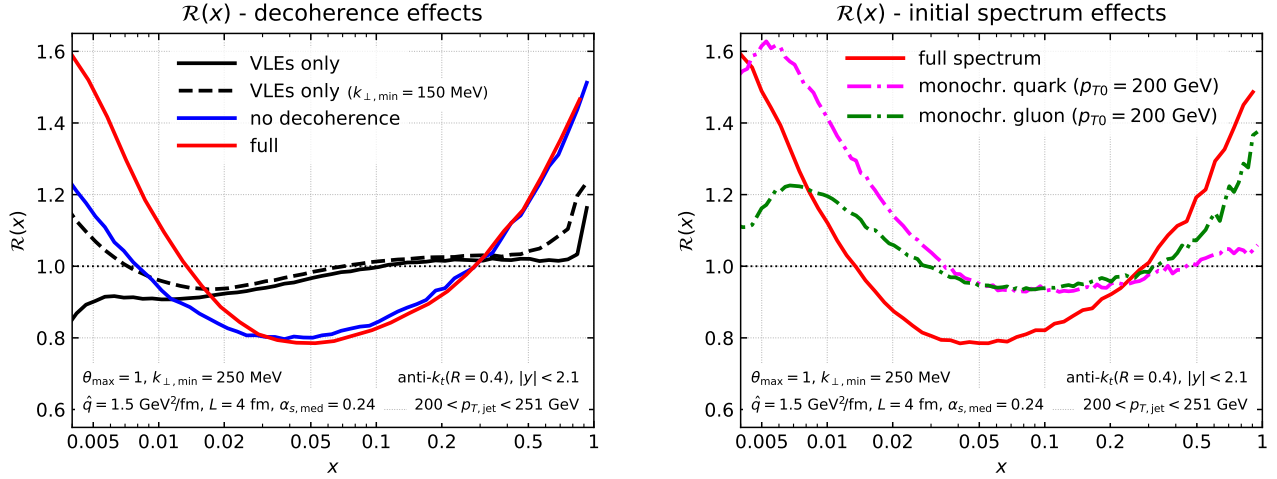 R(x) - decoherence effects
R(x)
1.6
1.4
1.2
1.0
0.8
0.6
VLEs only
VLEs only (k⊥,min = 150 MeV)
no decoherence
full
θmax = 1, k⊥,min = 250 MeV
anti-kt(R = 0.4), |y| < 2.1
q̂ = 1.5 GeV²/fm, L = 4 fm, αs,med = 0.24
200 < pT,jet < 251 GeV
0.005 0.01 0.02 0.05 0.1 0.2 0.5 1
x
R(x) - initial spectrum effects
R(x)
1.6
1.4
1.2
1.0
0.8
0.6
full spectrum
monochr. quark (pT0 = 200 GeV)
monochr. gluon (pT0 = 200 GeV)
θmax = 1, k⊥,min = 250 MeV
anti-kt(R = 0.4), |y| < 2.1
q̂ = 1.5 GeV²/fm, L = 4 fm, αs,med = 0.24
200 < pT,jet < 251 GeV
0.005 0.01 0.02 0.05 0.1 0.2 0.5 1
x